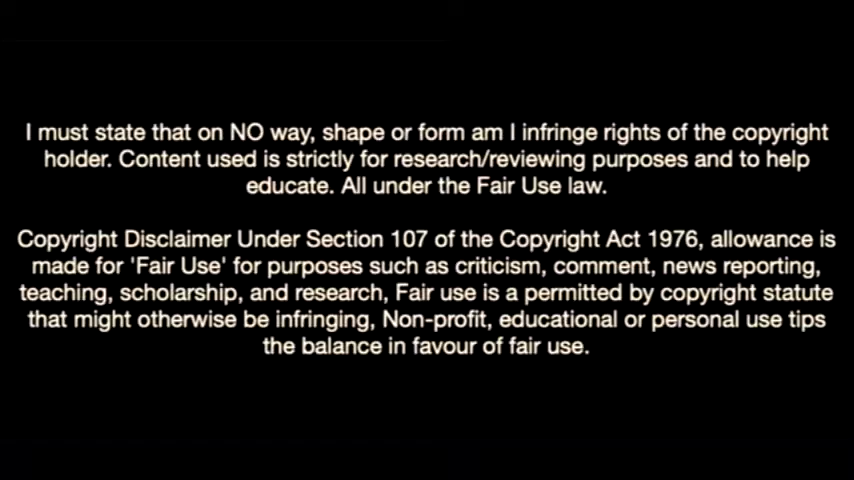 I must state that on NO way, shape or form am I infringe rights of the copyright
holder. Content used is strictly for research/reviewing purposes and to help
educate. All under the Fair Use law.
Copyright Disclaimer Under Section 107 of the Copyright Act 1976, allowance is
made for 'Fair Use' for purposes such as criticism, comment, news reporting,
teaching, scholarship, and research, Fair use is a permitted by copyright statute
that might otherwise be infringing, Non-profit, educational or personal use tips
the balance in favour of fair use.